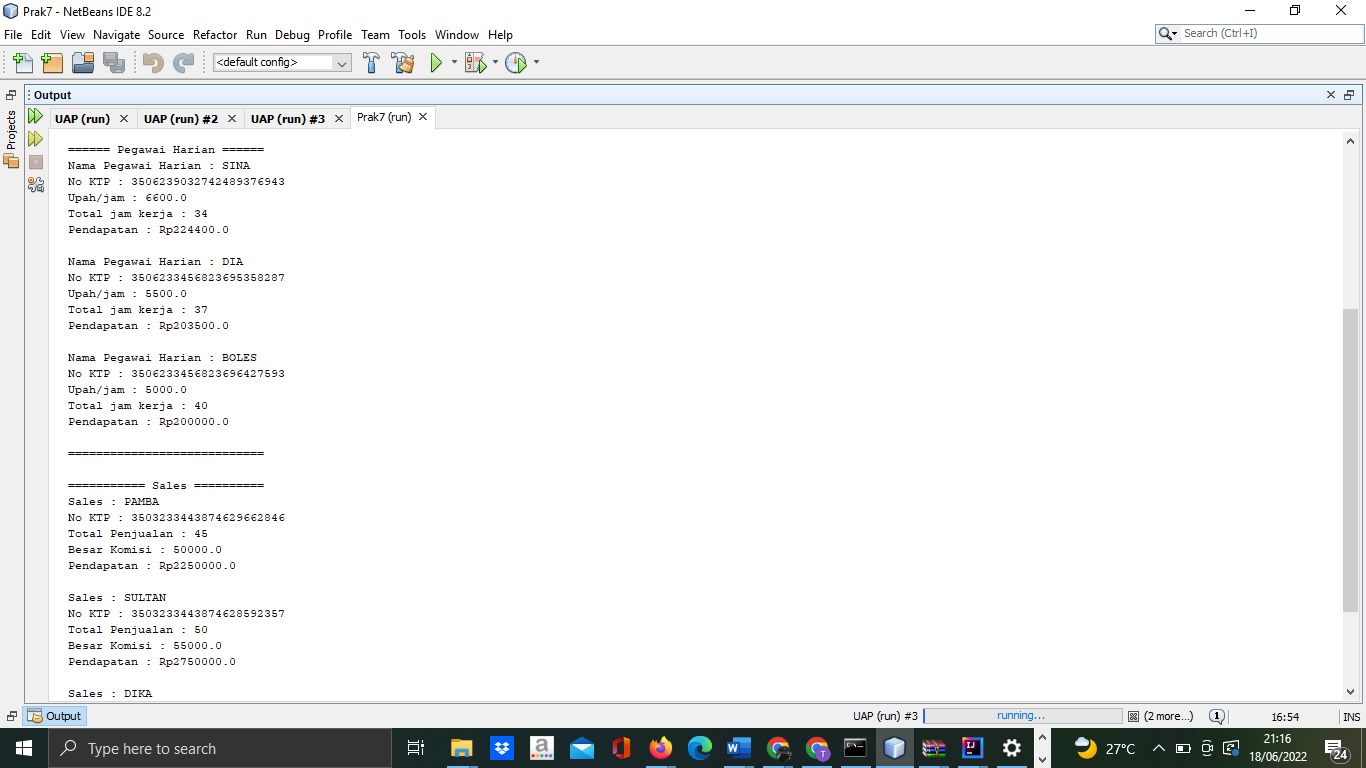 Prak7 - NetBeans IDE 8.2
File Edit View Navigate Source Refactor Run Debug Profile Team Tools Window Help
Search (Ctrl+I)
<default config>
Output
Projects
UAP (run) UAP (run) #2 UAP (run) #3 Prak7 (run)
====== Pegawai Harian ======
Nama Pegawai Harian : SINA
No KTP : 3506239032742489376943
Upah/jam : 6600.0
Total jam kerja : 34
Pendapatan : Rp224400.0
Nama Pegawai Harian : DIA
No KTP : 3506233456823695358287
Upah/jam : 5500.0
Total jam kerja : 37
Pendapatan : Rp203500.0
Nama Pegawai Harian : BOLES
No KTP : 3506233456823696427593
Upah/jam : 5000.0
Total jam kerja : 40
Pendapatan : Rp200000.0
============================
=========== Sales ==========
Sales : PAMBA
No KTP : 3503233443874629662846
Total Penjualan : 45
Besar Komisi : 50000.0
Pendapatan : Rp2250000.0
Sales : SULTAN
No KTP : 3503233443874628592357
Total Penjualan : 50
Besar Komisi : 55000.0
Pendapatan : Rp2750000.0
Sales : DIKA
Output
UAP (run) #3 running... (2 more...) 1 16:54 INS
Type here to search
27°C
21:16
18/06/2022
24